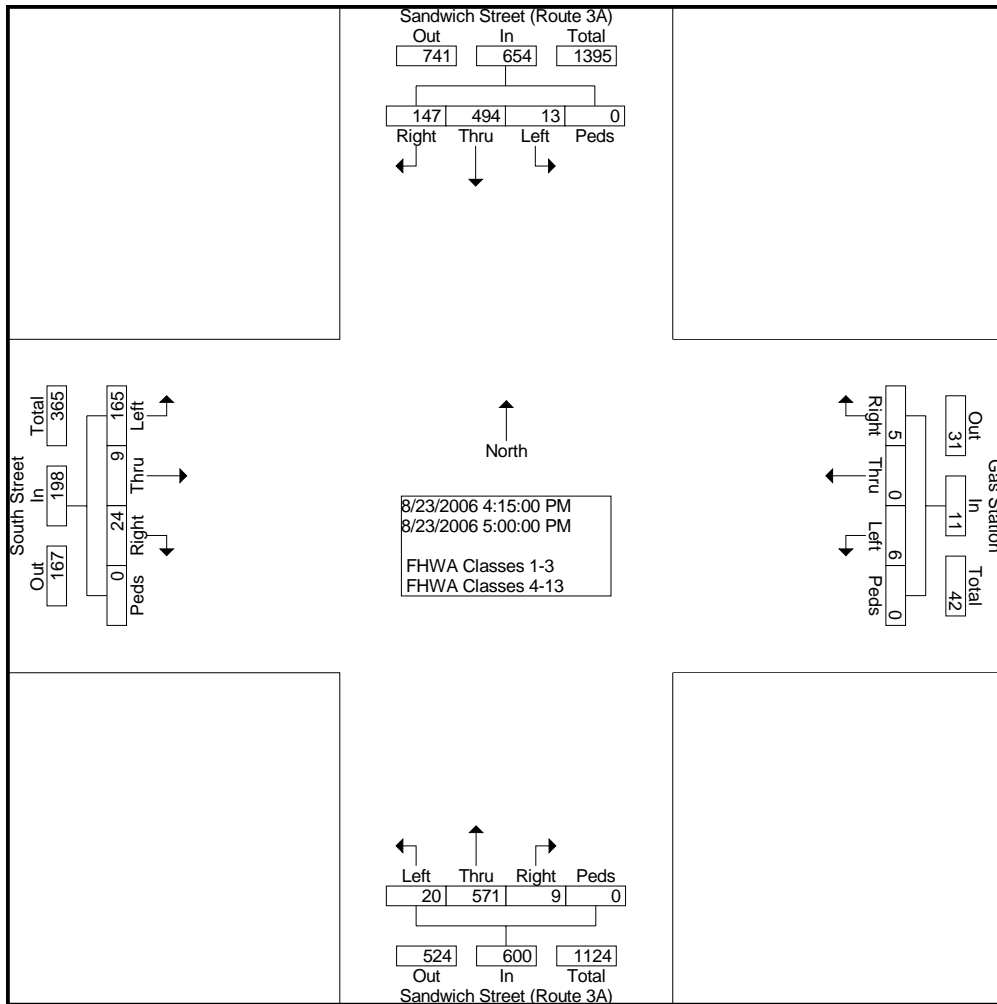 Sandwich Street (Route 3A)
Out In Total
741 654 1395
147 494 13 0
Right Thru Left Peds
South Street
Total In Out
365 198 167
165 9 24 0
Left Thru Right Peds
North
8/23/2006 4:15:00 PM
8/23/2006 5:00:00 PM
FHWA Classes 1-3
FHWA Classes 4-13
Gas Station
Out In Total
31 11 42
5 0 6 0
Right Thru Left Peds
Left Thru Right Peds
20 571 9 0
524 600 1124
Out In Total
Sandwich Street (Route 3A)